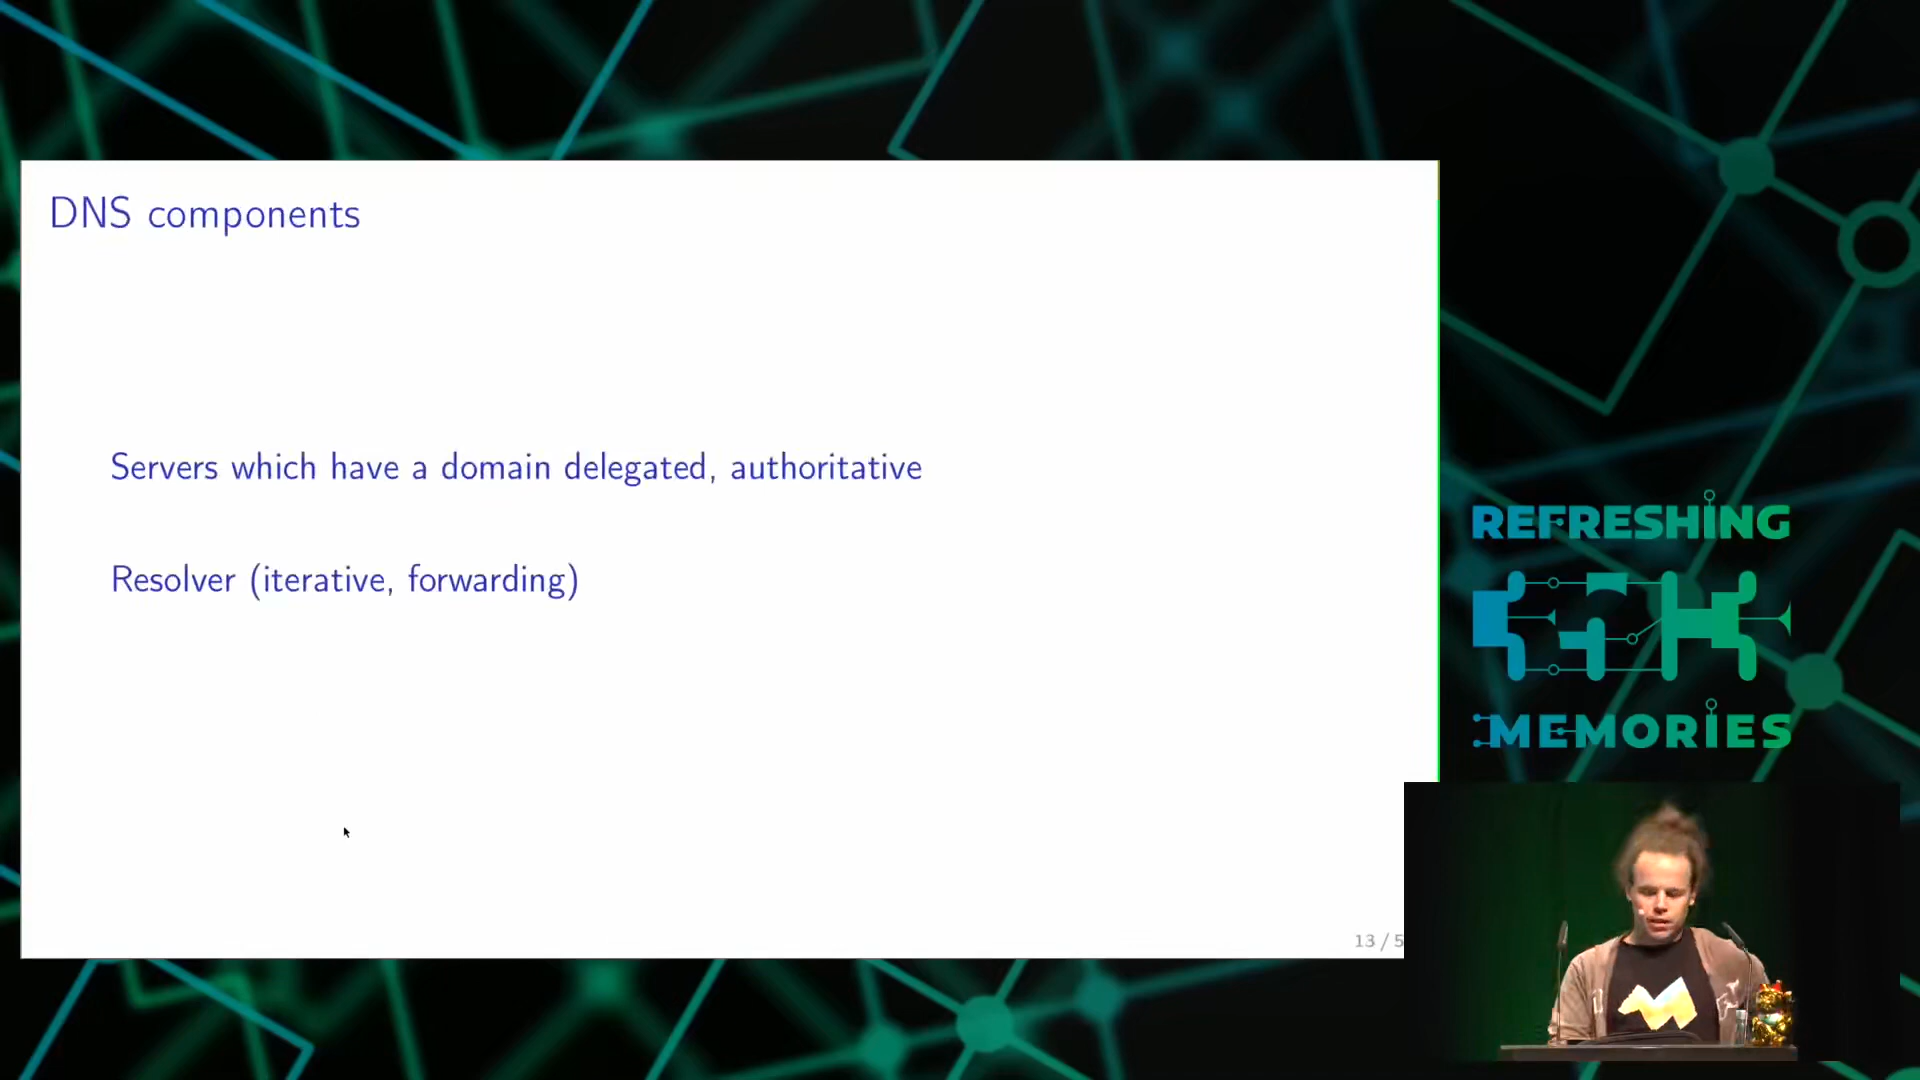 DNS components
Servers which have a domain delegated, authoritative
Resolver (iterative, forwarding)
13 / 5
REFRESHING
MEMORIES